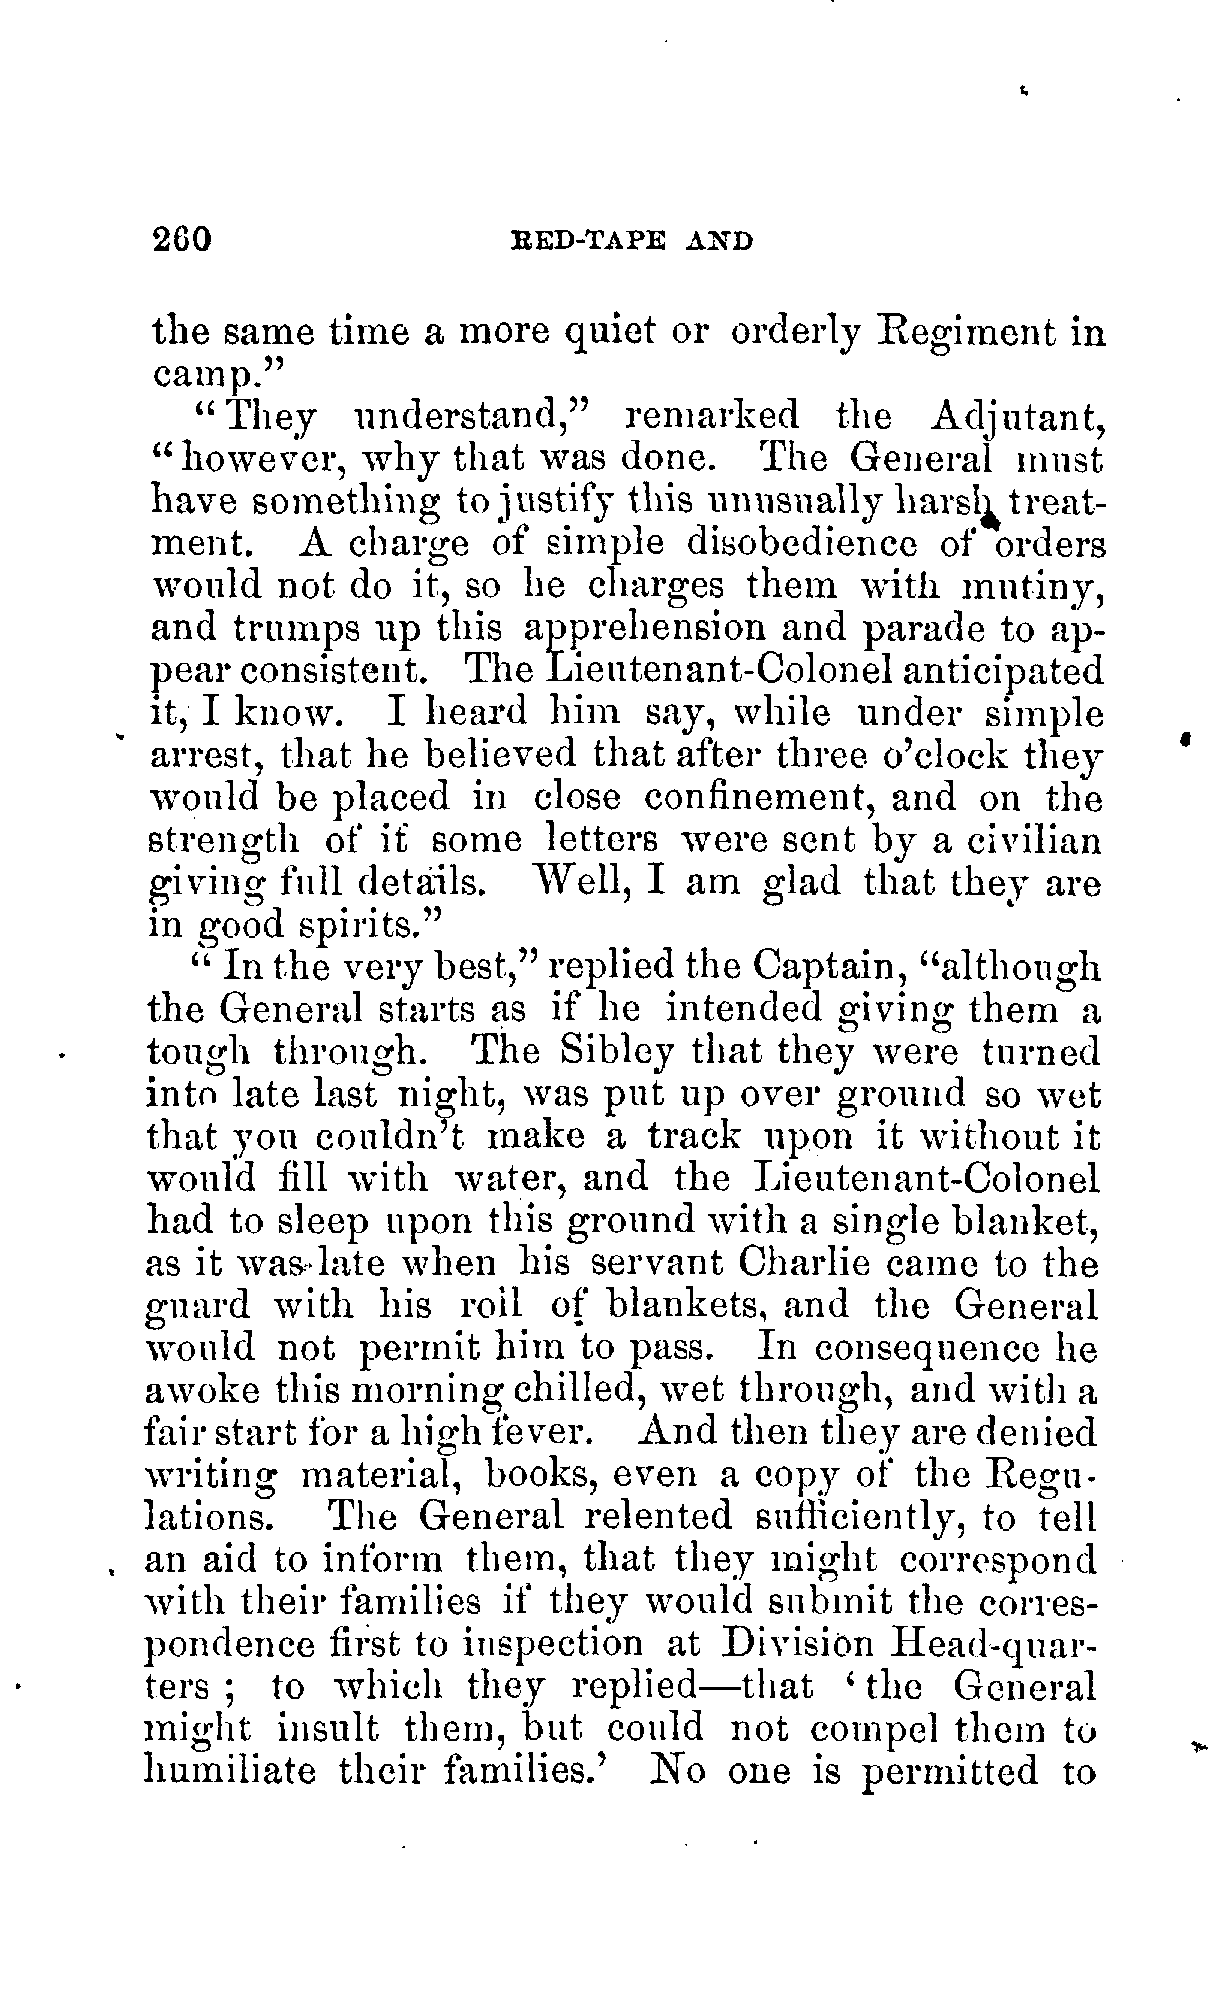 260 RED-TAPE AND
the same time a more quiet or orderly Regiment in
camp."
"They understand," remarked the Adjutant,
"however, why that was done. The General must
have something to justify this unusually harsh treat-
ment. A charge of simple disobedience of orders
would not do it, so he charges them with mutiny,
and trumps up this apprehension and parade to ap-
pear consistent. The Lieutenant-Colonel anticipated
it, I know. I heard him say, while under simple
arrest, that he believed that after three o'clock they
would be placed in close confinement, and on the
strength of it some letters were sent by a civilian
giving full details. Well, I am glad that they are
in good spirits."
"In the very best," replied the Captain, "although
the General starts as if he intended giving them a
tough through. The Sibley that they were turned
into late last night, was put up over ground so wet
that you couldn't make a track upon it without it
would fill with water, and the Lieutenant-Colonel
had to sleep upon this ground with a single blanket,
as it was late when his servant Charlie came to the
guard with his roll of blankets, and the General
would not permit him to pass. In consequence he
awoke this morning chilled, wet through, and with a
fair start for a high fever. And then they are denied
writing material, books, even a copy of the Regu-
lations. The General relented sufficiently, to tell
an aid to inform them, that they might correspond
with their families if they would submit the corres-
pondence first to inspection at Division Head-quar-
ters; to which they replied—that 'the General
might insult them, but could not compel them to
humiliate their families.' No one is permitted to